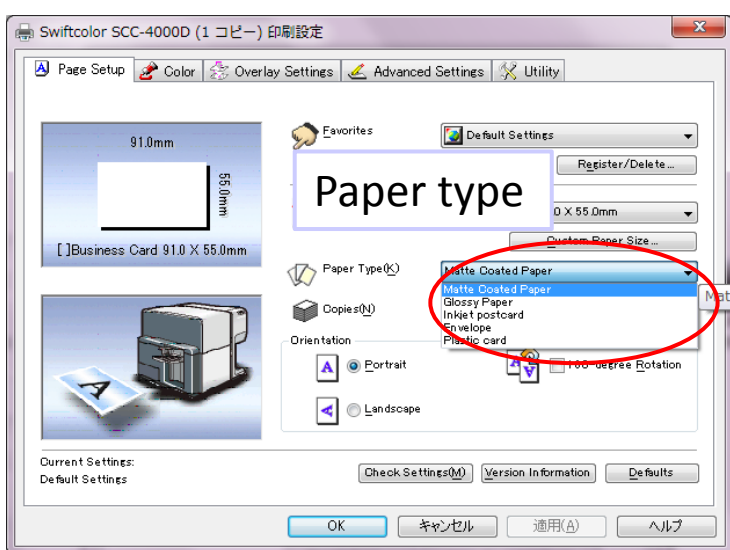 Swiftcolor SCC-4000D (1 コピー) 印刷設定
Page Setup
Color
Overlay Settings
Advanced Settings
Utility
91.0mm
55.0mm
[ ]Business Card 91.0 X 55.0mm
Favorites
Default Settings
Register/Delete...
Paper type
0 X 55.0mm
Custom Paper Size...
Paper Type(K)
Matte Coated Paper
Matte Coated Paper
Glossy Paper
Inkjet postcard
Envelope
Plastic card
Mat
Copies(N)
Orientation
A
Portrait
-degree Rotation
Landscape
Current Settings:
Default Settings
Check Settings(M)
Version Information
Defaults
OK
キャンセル
適用(A)
ヘルプ